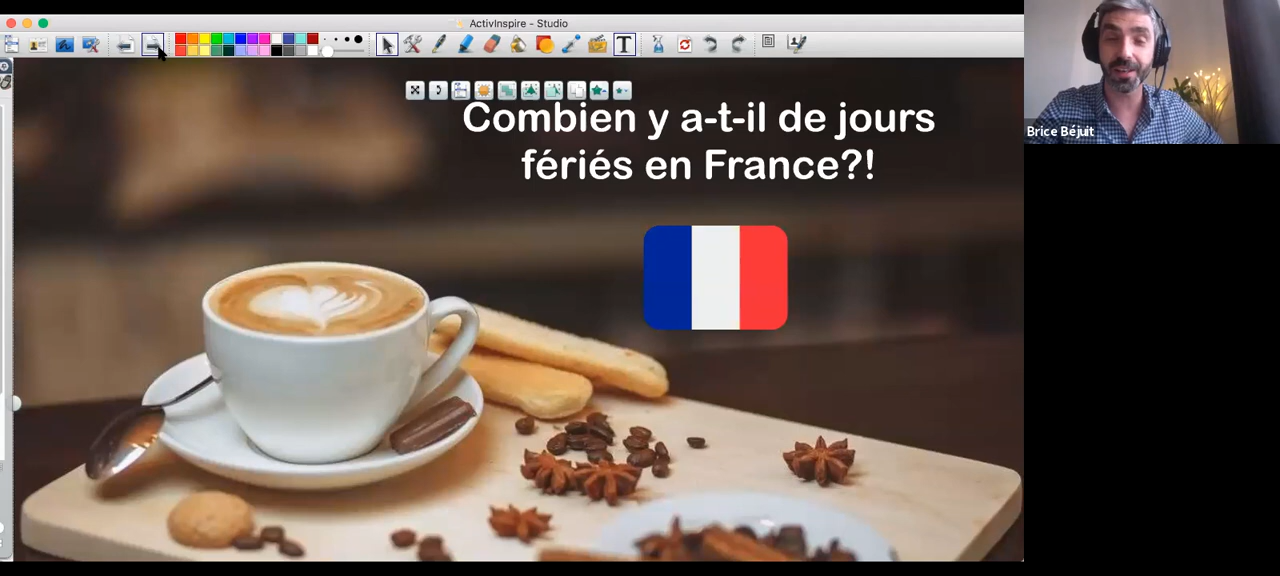 ActivInspire - Studio
Combien y a-t-il de jours
fériés en France?!
Brice Béjuit